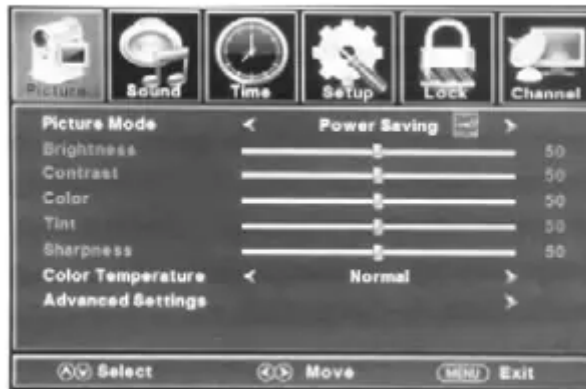 Picture Sound Time Setup Lock Channel
Picture Mode < Power Saving >
Brightness 50
Contrast 50
Color 50
Tint 50
Sharpness 50
Color Temperature < Normal >
Advanced Settings >
Select Move MENU Exit